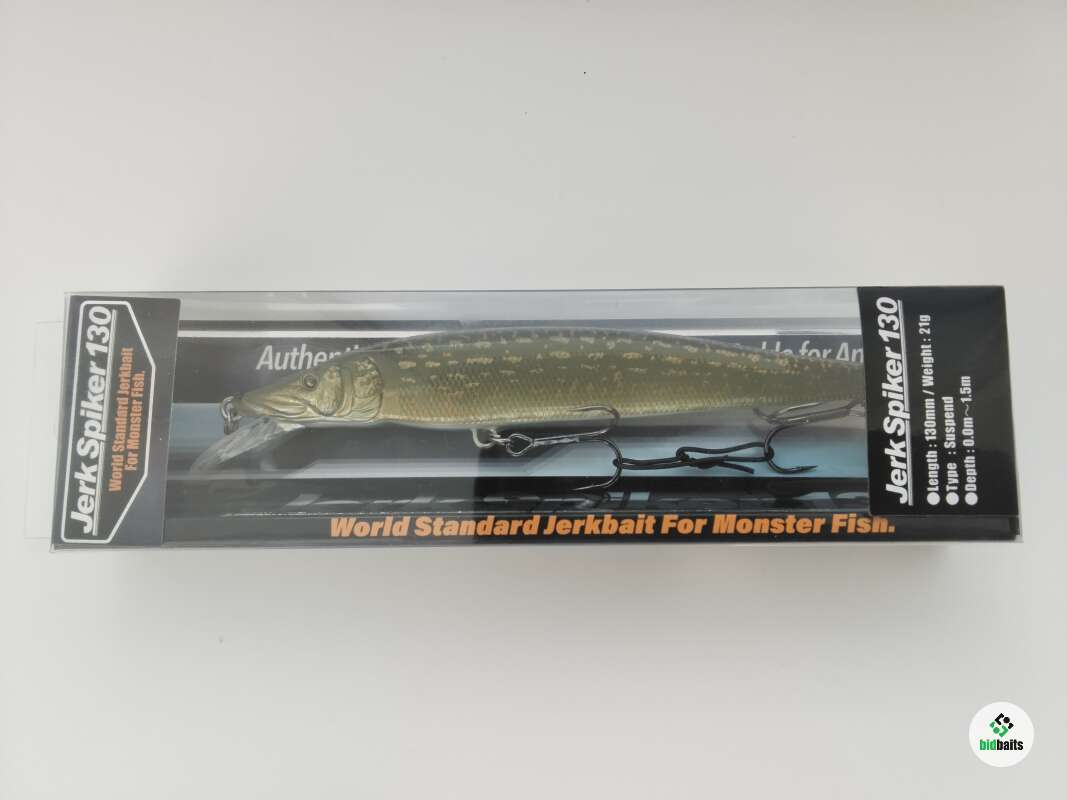 Jerk Spiker 130
World Standard Jerkbait
For Monster Fish.
Authenti
for An
World Standard Jerkbait For Monster Fish.
Jerk Spiker 130
●Length : 130mm / Weight : 21g
●Type : Suspend
●Depth : 0.0m～1.5m
bidbaits